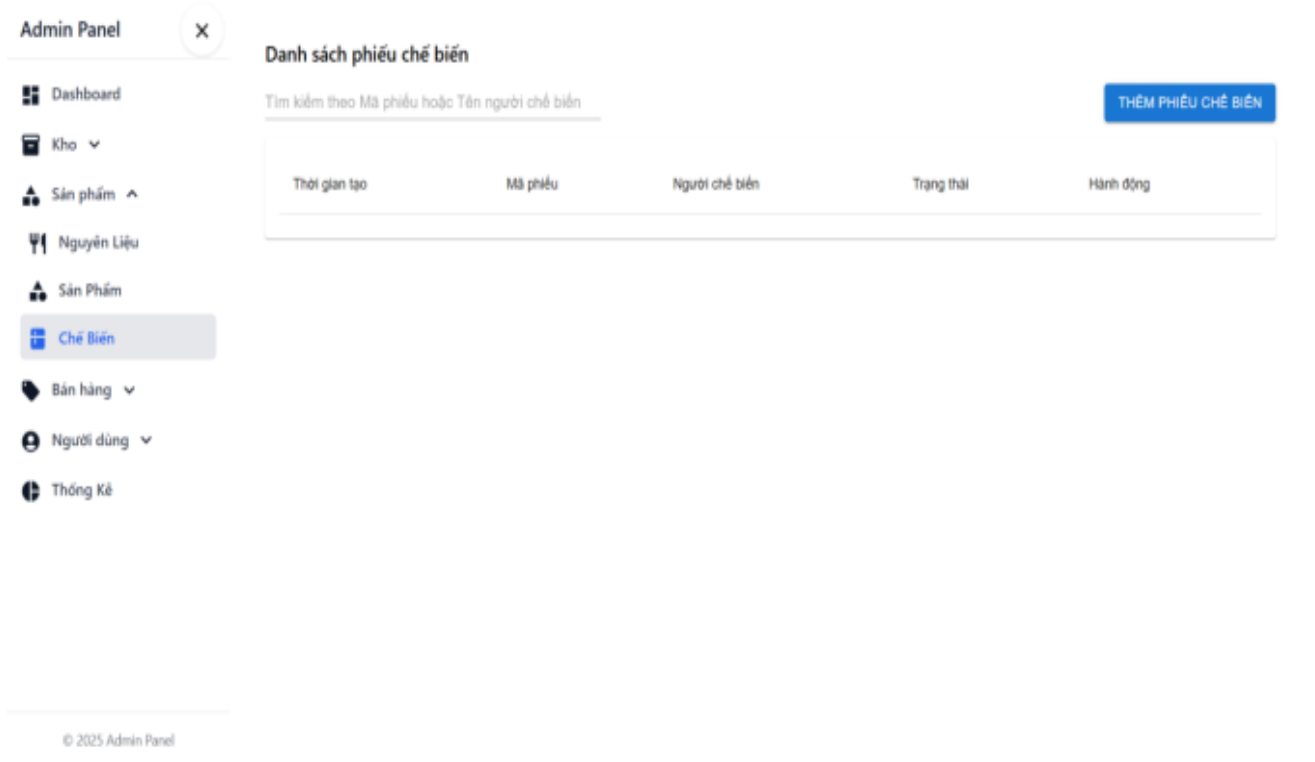 Admin Panel
Dashboard
Kho
Sản phẩm
Nguyên Liệu
Sản Phẩm
Chế Biến
Bán hàng
Người dùng
Thống Kê
© 2025 Admin Panel
Danh sách phiếu chế biến
Tìm kiếm theo Mã phiếu hoặc Tên người chế biến
THÊM PHIẾU CHẾ BIẾN
Thời gian tạo Mã phiếu Người chế biến Trạng thái Hành động